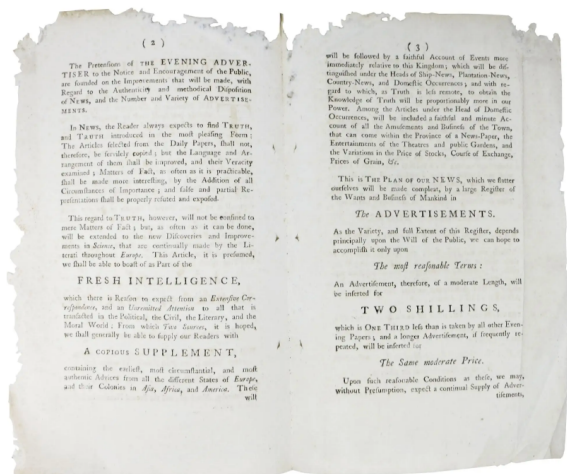 ( 2 )
The Pretensions of THE EVENING ADVER-
TISER to the Notice and Encouragement of the Public,
are founded on the Improvements that will be made, with
Regard to the Authenticity and methodical Disposition
of NEWS, and the Number and Variety of ADVERTISE-
MENTS.
In NEWS, the Reader always expects to find TRUTH,
and TRUTH introduced in the most pleasing Form:
The Articles selected from the Daily Papers, shall not,
therefore, be servilely copied; but the Language and Ar-
rangement of them shall be improved, and their Veracity
examined; Matters of Fact, as often as it is practicable,
shall be made more interesting, by the Addition of all
Circumstances of Importance; and false and partial Re-
presentations shall be properly refuted and exposed.
This regard to TRUTH, however, will not be confined to
mere Matters of Fact; but, as often as it can be done,
will be extended to the new Discoveries and Improve-
ments in Science, that are continually made by the Li-
terati throughout Europe. This Article, it is presumed,
we shall be able to boast of as Part of the
FRESH INTELLIGENCE,
which there is Reason to expect from an Extensive Cor-
respondence, and an Unremitted Attention to all that is
transacted in the Political, the Civil, the Literary, and the
Moral World: From which Two Sources, it is hoped,
we shall generally be able to supply our Readers with
A COPIOUS SUPPLEMENT,
containing the earliest, most circumstantial, and most
authentic Advices from all the different States of Europe,
and their Colonies in Asia, Africa, and America. These
will
( 3 )
will be followed by a faithful Account of Events more
immediately relative to this Kingdom; which will be dis-
tinguished under the Heads of Ship-News, Plantation-News,
Country-News, and Domestic Occurrences; and with re-
gard to which, as Truth is less remote, to obtain the
Knowledge of Truth will be proportionably more in our
Power. Among the Articles under the Head of Domestic
Occurrences, will be included a faithful and minute Ac-
count of all the Amusements and Business of the Town,
that can come within the Province of a News-Paper, the
Entertainments of the Theatres and public Gardens, and
the Variations in the Price of Stocks, Course of Exchange,
Prices of Grain, &c.
This is THE PLAN OF OUR NEWS, which we flatter
ourselves will be made compleat, by a large Register of
the Wants and Business of Mankind in
The ADVERTISEMENTS.
As the Variety, and full Extent of this Register, depends
principally upon the Will of the Public, we can hope to
accomplish it only upon
The most reasonable Terms:
An Advertisement, therefore, of a moderate Length, will
be inserted for
TWO SHILLINGS,
which is ONE THIRD less than is taken by all other Even-
ing Papers; and a longer Advertisement, if frequently re-
peated, will be inserted for
The Same moderate Price.
Upon such reasonable Conditions as these, we may,
without Presumption, expect a continual Supply of Adver-
tisements,